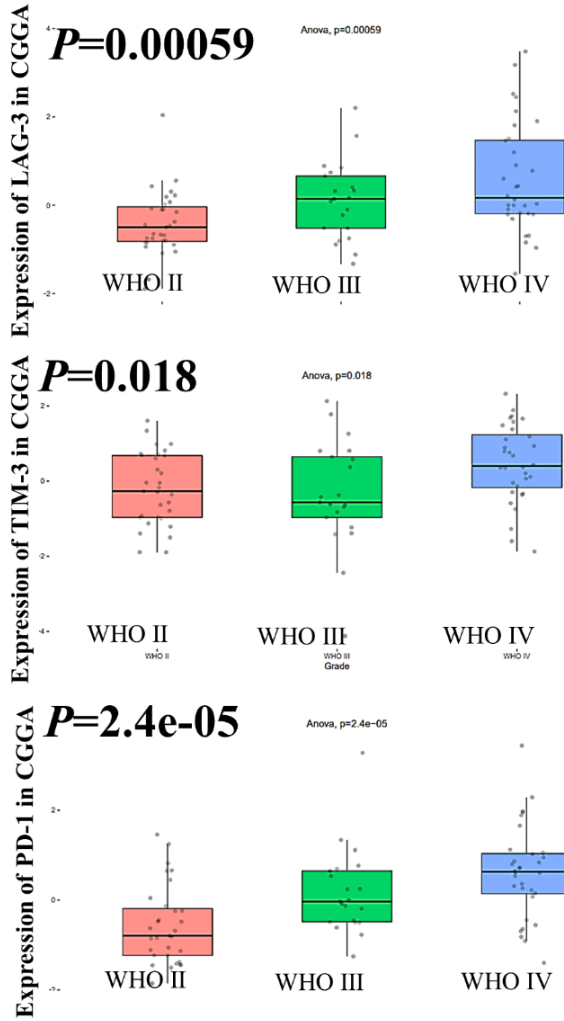 Expression of LAG-3 in CGGA
P=0.00059
Anova, p=0.00059
4
2
0
-2
WHO II
WHO III
WHO IV
Expression of TIM-3 in CGGA
P=0.018
Anova, p=0.018
2
0
-2
-4
WHO II
WHO III
WHO IV
WHO II
WHO III
WHO IV
Grade
Expression of PD-1 in CGGA
P=2.4e-05
Anova, p=2.4e-05
2
0
WHO II
WHO III
WHO IV